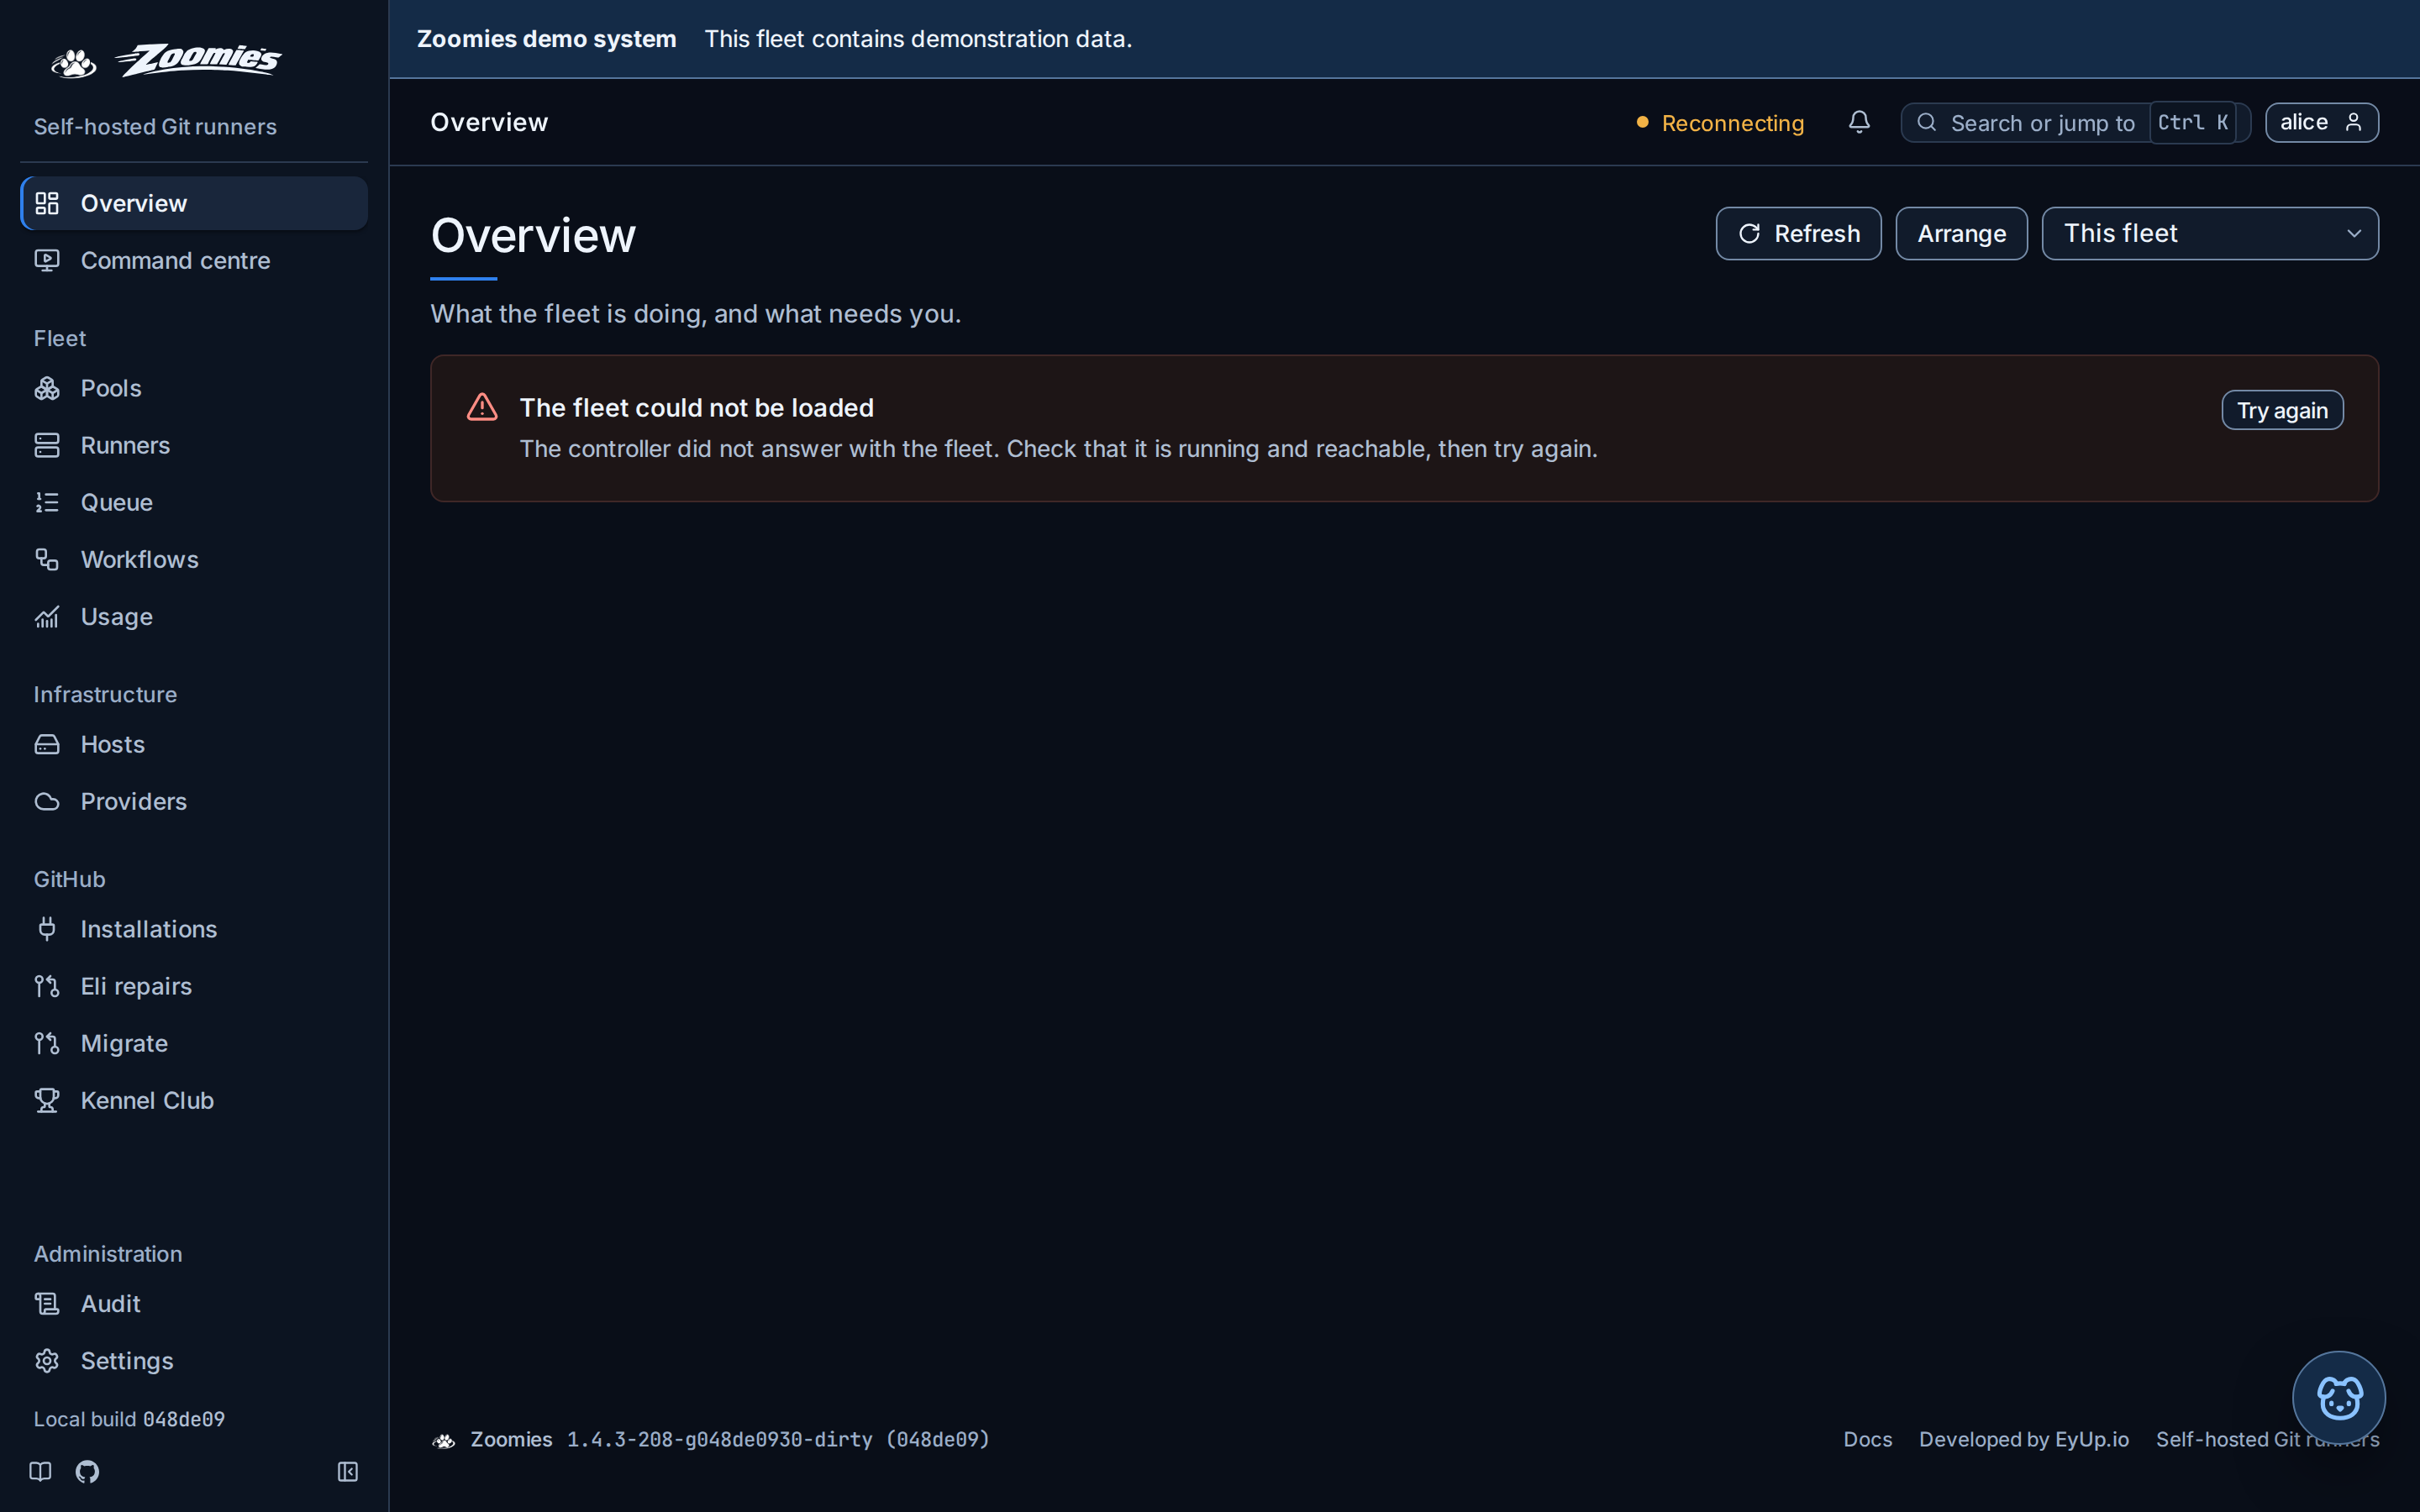 Zoomies
Self-hosted Git runners
Overview
Command centre
Fleet
Pools
Runners
Queue
Workflows
Usage
Infrastructure
Hosts
Providers
GitHub
Installations
Eli repairs
Migrate
Kennel Club
Administration
Audit
Settings
Local build 048de09
Zoomies demo system This fleet contains demonstration data.
Overview
Reconnecting
Search or jump to Ctrl K
alice
Overview
Refresh
Arrange
This fleet
What the fleet is doing, and what needs you.
The fleet could not be loaded
Try again
The controller did not answer with the fleet. Check that it is running and reachable, then try again.
Zoomies 1.4.3-208-g048de0930-dirty (048de09)
Docs
Developed by EyUp.io
Self-hosted Git runners